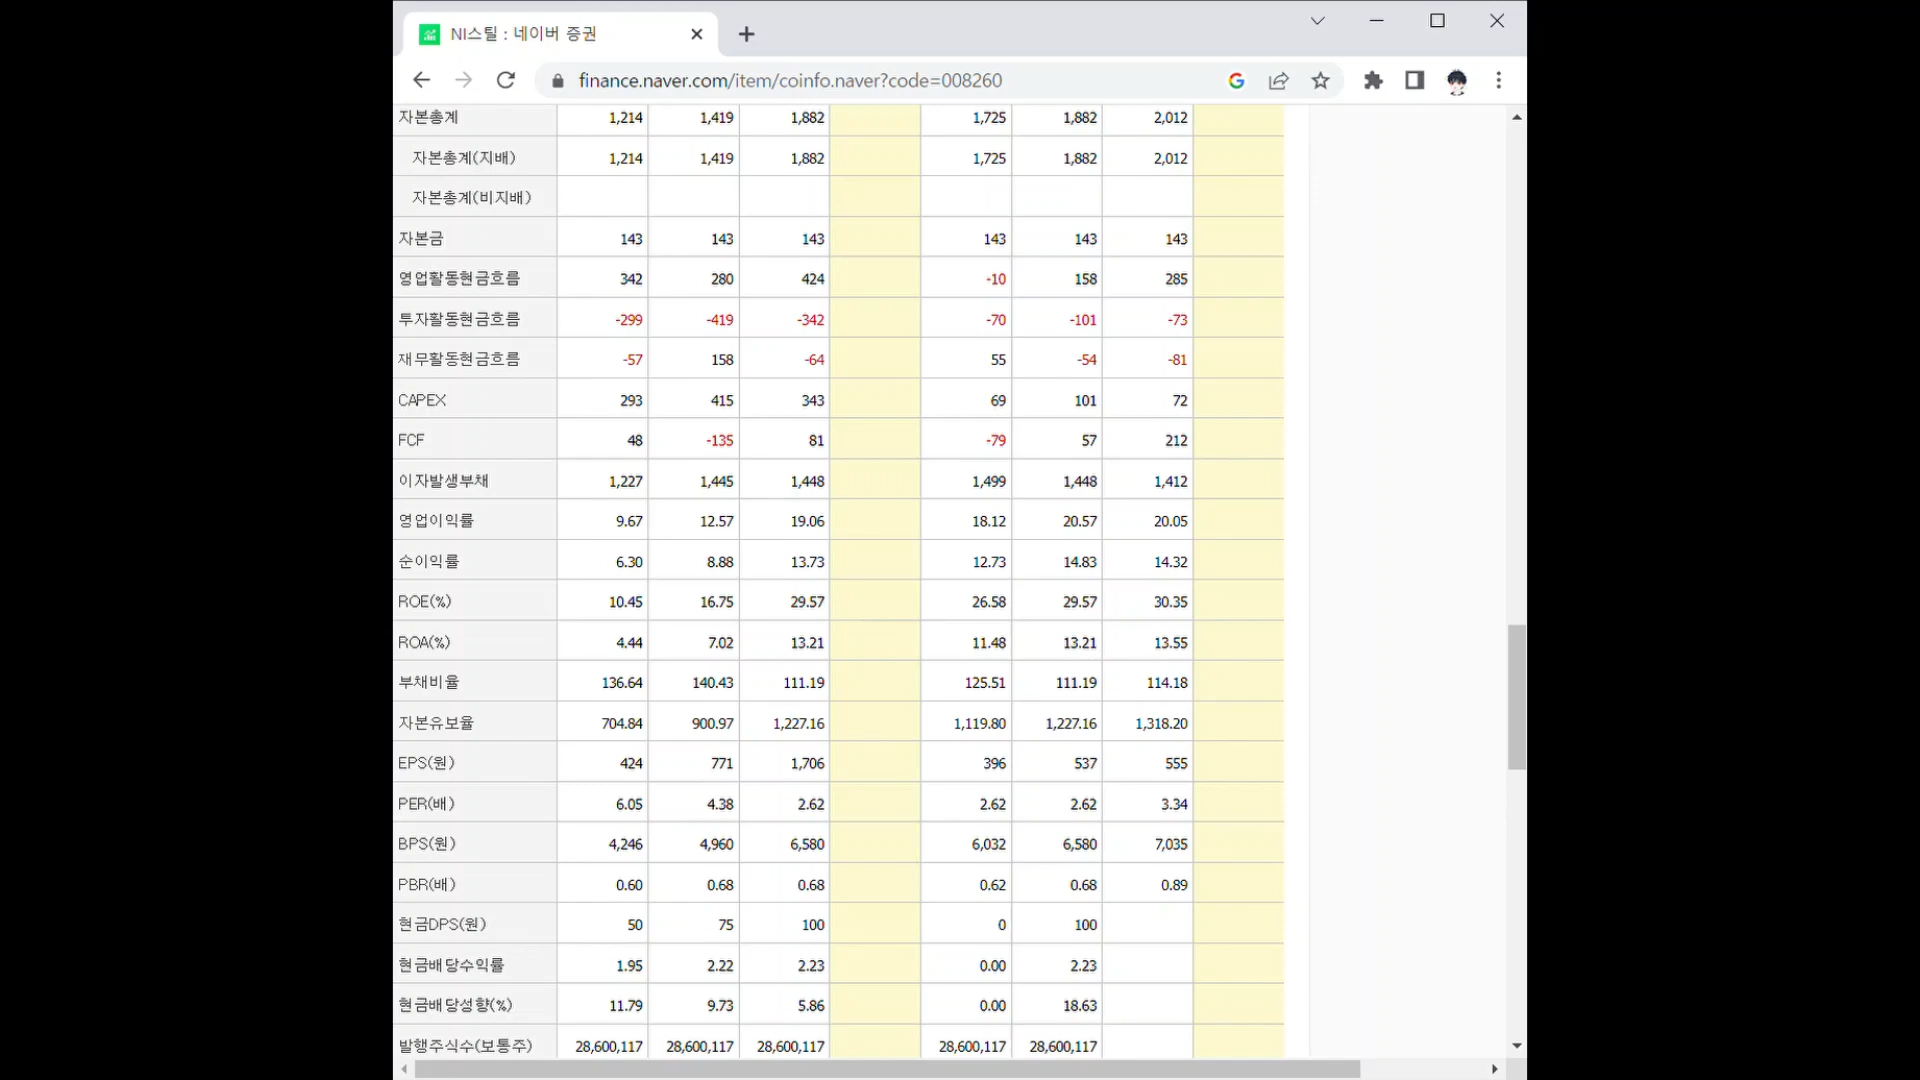 NI스틸 : 네이버 증권
finance.naver.com/item/coinfo.naver?code=008260
자본총계 1,214 1,419 1,882 1,725 1,882 2,012
자본총계(지배) 1,214 1,419 1,882 1,725 1,882 2,012
자본총계(비지배)
자본금 143 143 143 143 143 143
영업활동현금흐름 342 280 424 -10 158 285
투자활동현금흐름 -299 -419 -342 -70 -101 -73
재무활동현금흐름 -57 158 -64 55 -54 -81
CAPEX 293 415 343 69 101 72
FCF 48 -135 81 -79 57 212
이자발생부채 1,227 1,445 1,448 1,499 1,448 1,412
영업이익률 9.67 12.57 19.06 18.12 20.57 20.05
순이익률 6.30 8.88 13.73 12.73 14.83 14.32
ROE(%) 10.45 16.75 29.57 26.58 29.57 30.35
ROA(%) 4.44 7.02 13.21 11.48 13.21 13.55
부채비율 136.64 140.43 111.19 125.51 111.19 114.18
자본유보율 704.84 900.97 1,227.16 1,119.80 1,227.16 1,318.20
EPS(원) 424 771 1,706 396 537 555
PER(배) 6.05 4.38 2.62 2.62 2.62 3.34
BPS(원) 4,246 4,960 6,580 6,032 6,580 7,035
PBR(배) 0.60 0.68 0.68 0.62 0.68 0.89
현금DPS(원) 50 75 100 0 100
현금배당수익률 1.95 2.22 2.23 0.00 2.23
현금배당성향(%) 11.79 9.73 5.86 0.00 18.63
발행주식수(보통주) 28,600,117 28,600,117 28,600,117 28,600,117 28,600,117